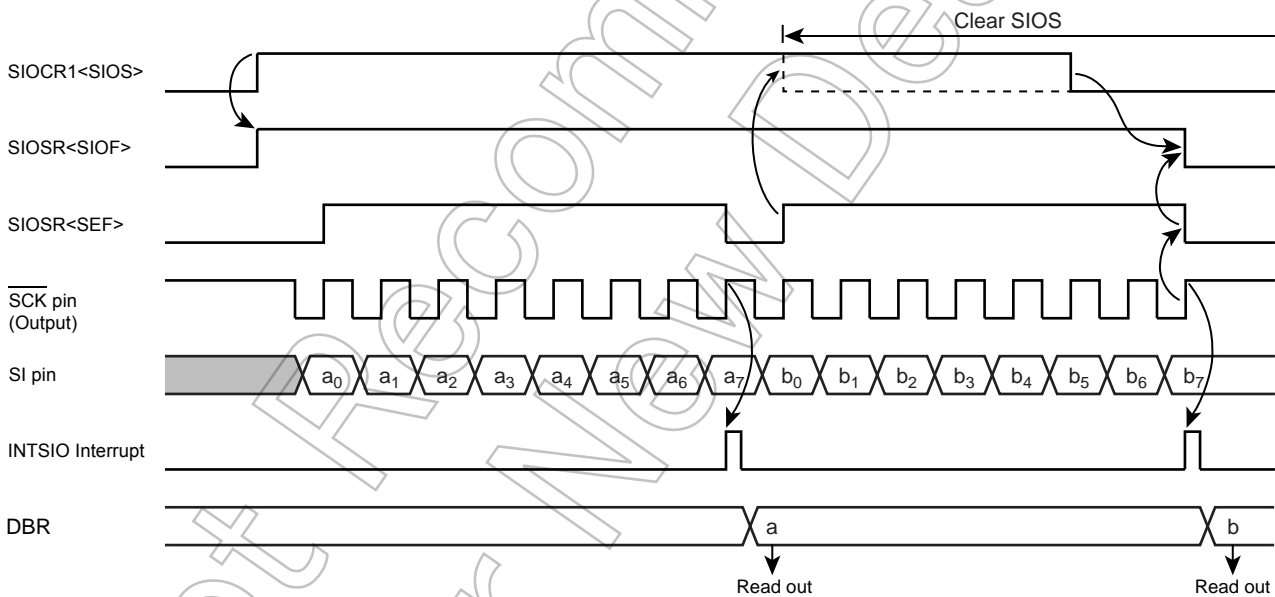 Clear SIOS
SIOCR1<SIOS>
SIOSR<SIOF>
SIOSR<SEF>
SCK pin
(Output)
SI pin
a0 a1 a2 a3 a4 a5 a6 a7 b0 b1 b2 b3 b4 b5 b6 b7
INTSIO Interrupt
DBR
a
b
Read out
Read out